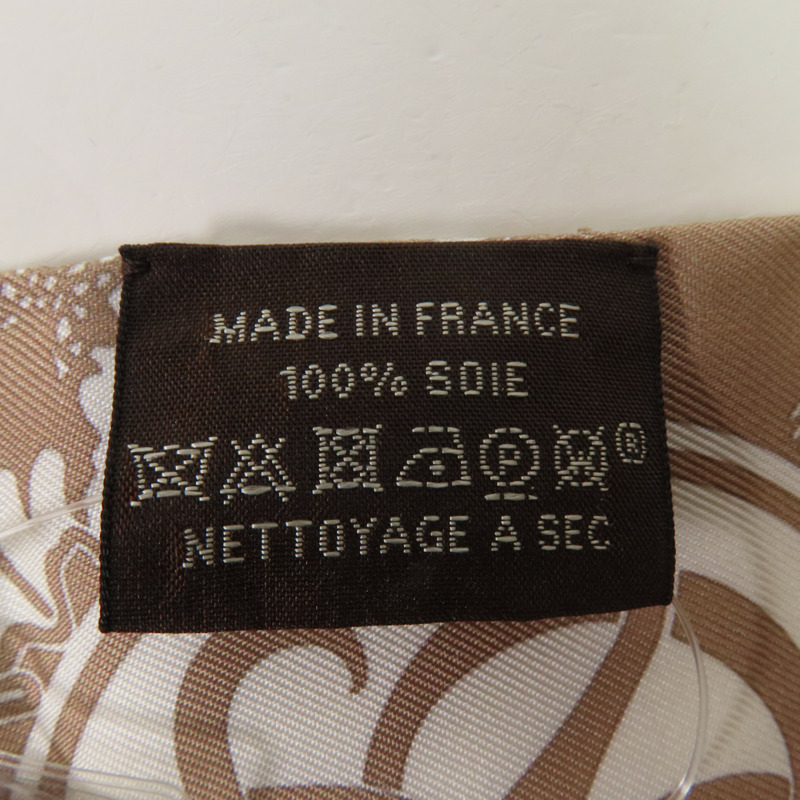 MADE IN FRANCE
100% SOIE
P W ®
NETTOYAGE A SEC